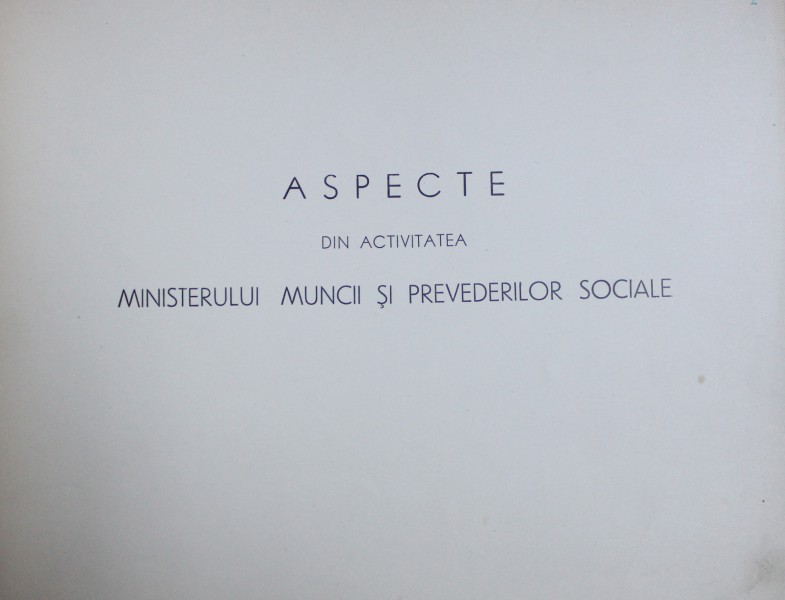 ASPECTE
DIN ACTIVITATEA
MINISTERULUI MUNCII ŞI PREVEDERILOR SOCIALE